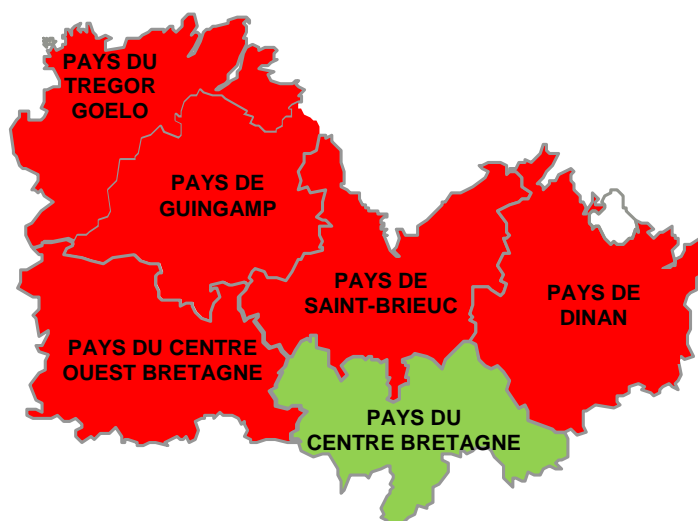 PAYS DU
TREGOR
GOELO
PAYS DE
GUINGAMP
PAYS DE
SAINT-BRIEUC
PAYS DE
DINAN
PAYS DU CENTRE
OUEST BRETAGNE
PAYS DU
CENTRE BRETAGNE